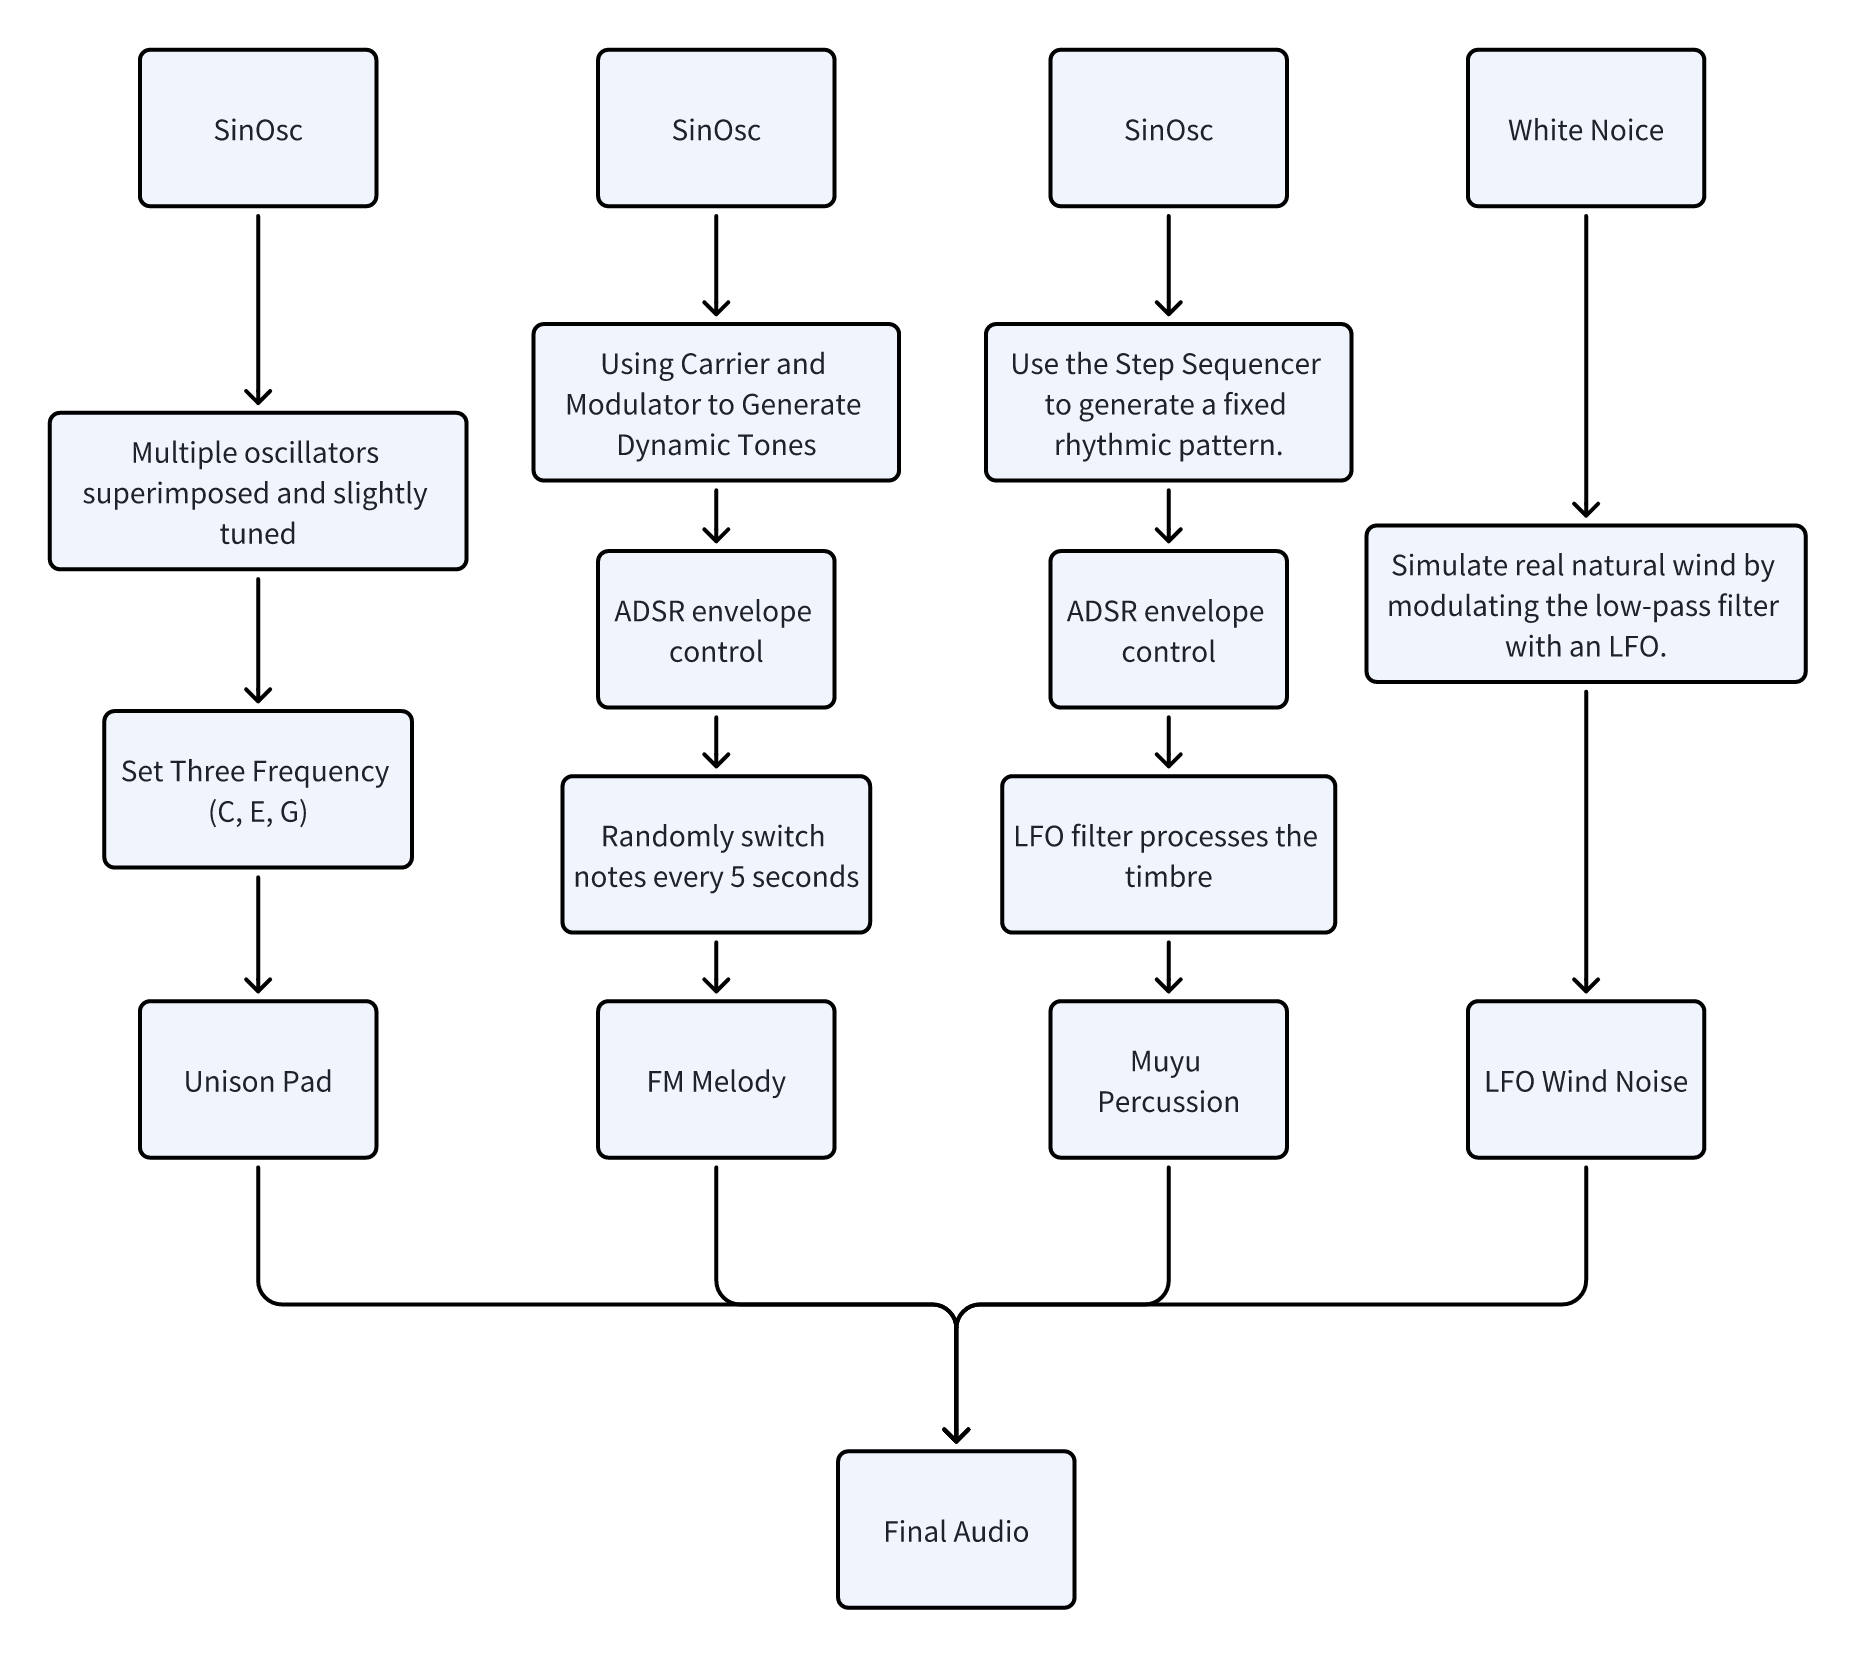 SinOsc
SinOsc
SinOsc
White Noice
Multiple oscillators
superimposed and slightly
tuned
Using Carrier and
Modulator to Generate
Dynamic Tones
Use the Step Sequencer
to generate a fixed
rhythmic pattern.
Simulate real natural wind by
modulating the low-pass filter
with an LFO.
ADSR envelope
control
ADSR envelope
control
Set Three Frequency
(C, E, G)
Randomly switch
notes every 5 seconds
LFO filter processes the
timbre
Unison Pad
FM Melody
Muyu
Percussion
LFO Wind Noise
Final Audio